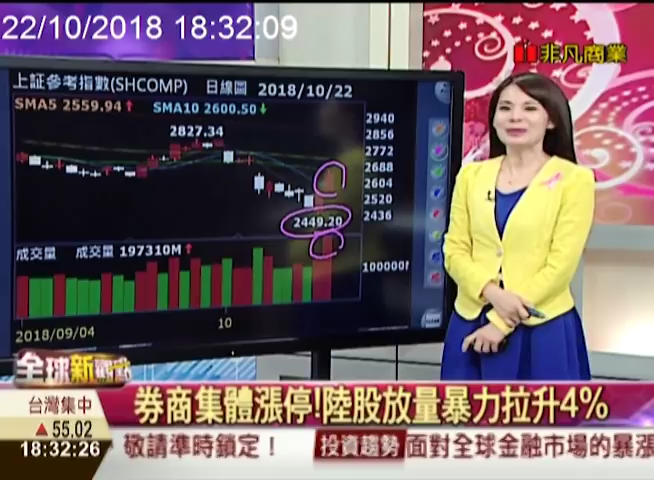 22/10/2018 18:32:09
非凡商業
上証參考指數(SHCOMP) 日線圖 2018/10/22
SMA5 2559.94↑ SMA10 2600.50↓
2940
2827.34
2856
2772
2688
2604
2520
2449.20
2436
成交量 成交量 197310M↑
100000M
2018/09/04
10
全球新觀點
券商集體漲停!陸股放量暴力拉升4%
台灣集中
▲55.02
18:32:26
敬請準時鎖定! 投資趨勢 面對全球金融市場的暴漲